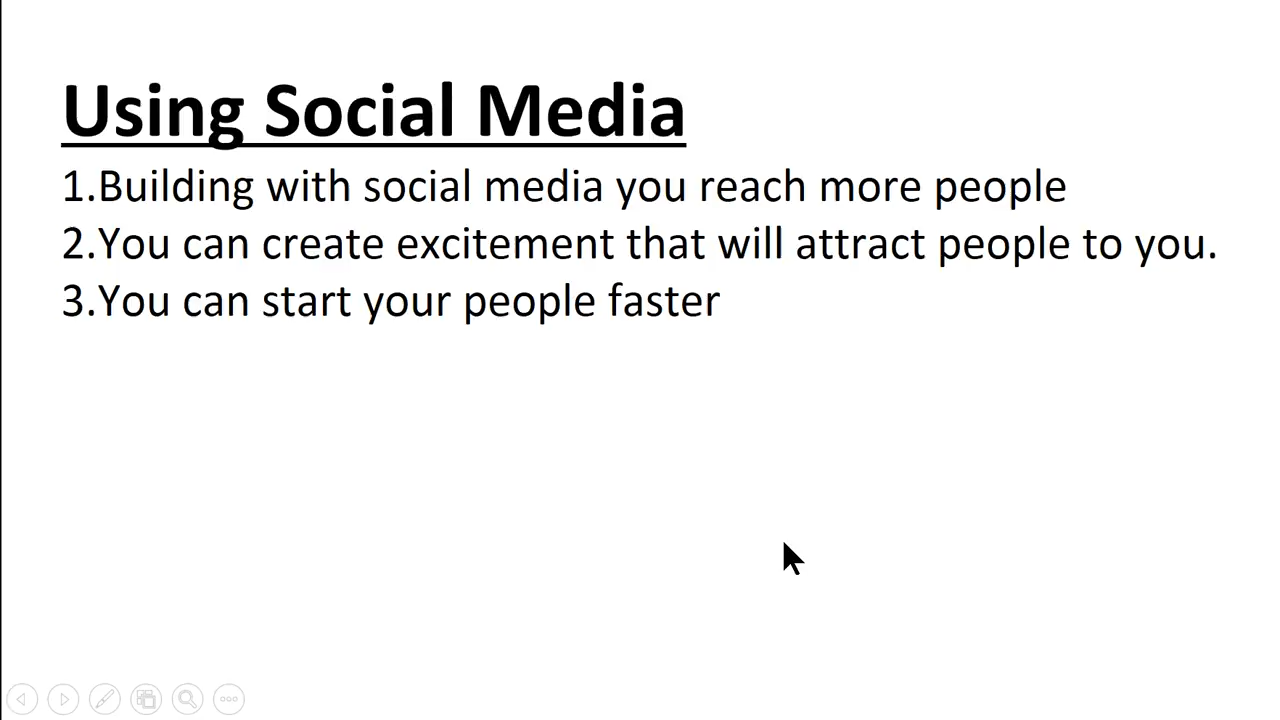 Using Social Media
1.Building with social media you reach more people
2.You can create excitement that will attract people to you.
3.You can start your people faster